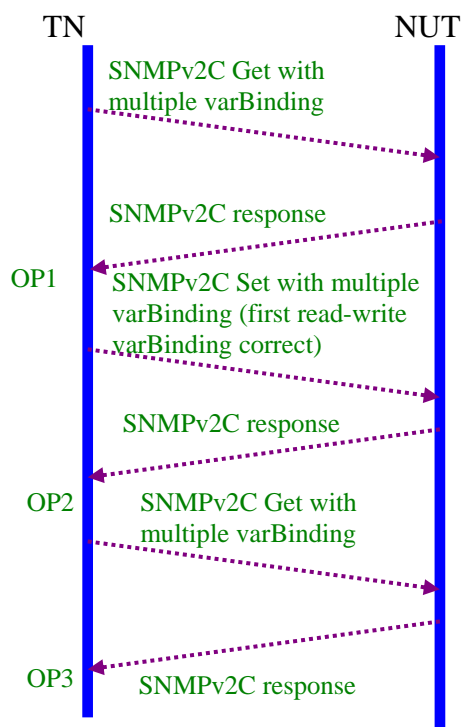 TN
NUT
SNMPv2C Get with
multiple varBinding
SNMPv2C response
OP1
SNMPv2C Set with multiple
varBinding (first read-write
varBinding correct)
SNMPv2C response
OP2
SNMPv2C Get with
multiple varBinding
OP3
SNMPv2C response